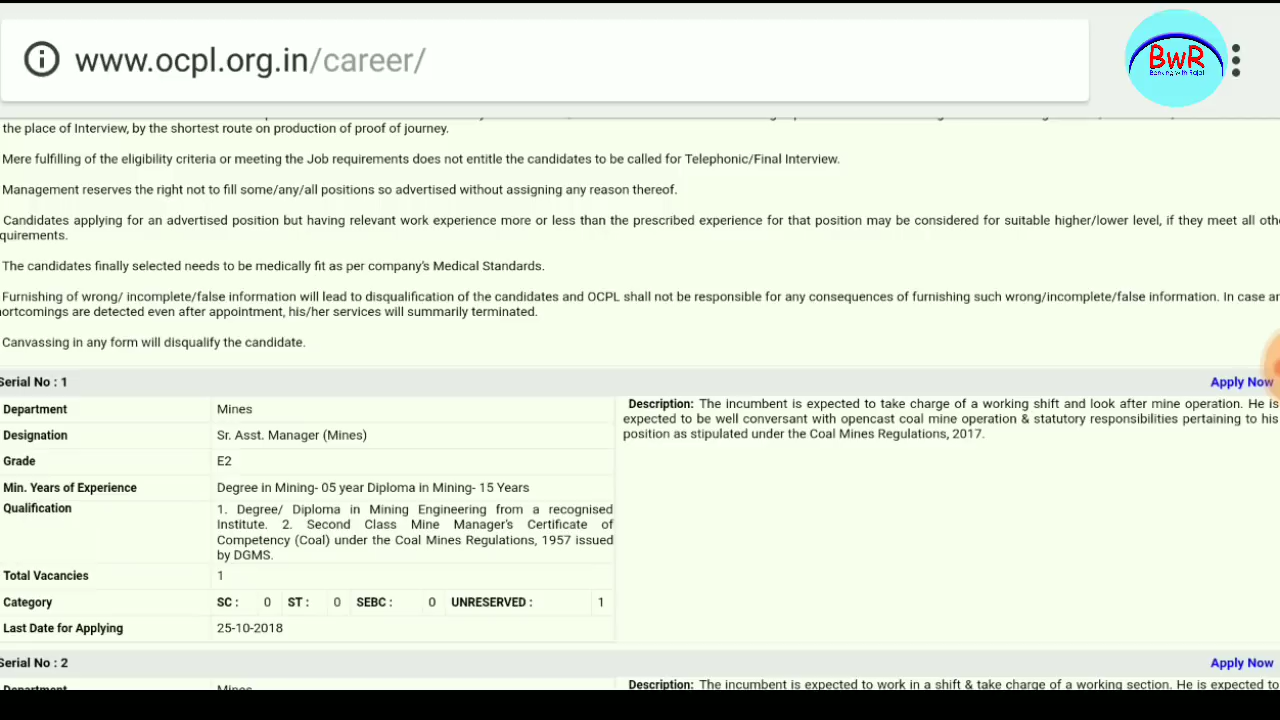 www.ocpl.org.in/career/
BwR
Banking with Rajat
the place of Interview, by the shortest route on production of proof of journey.
Mere fulfilling of the eligibility criteria or meeting the Job requirements does not entitle the candidates to be called for Telephonic/Final Interview.
Management reserves the right not to fill some/any/all positions so advertised without assigning any reason thereof.
Candidates applying for an advertised position but having relevant work experience more or less than the prescribed experience for that position may be considered for suitable higher/lower level, if they meet all othe
quirements.
The candidates finally selected needs to be medically fit as per company's Medical Standards.
Furnishing of wrong/ incomplete/false information will lead to disqualification of the candidates and OCPL shall not be responsible for any consequences of furnishing such wrong/incomplete/false information. In case an
ortcomings are detected even after appointment, his/her services will summarily terminated.
Canvassing in any form will disqualify the candidate.
Serial No : 1 Apply Now
Department Mines
Designation Sr. Asst. Manager (Mines)
Grade E2
Min. Years of Experience Degree in Mining- 05 year Diploma in Mining- 15 Years
Qualification 1. Degree/ Diploma in Mining Engineering from a recognised
Institute. 2. Second Class Mine Manager's Certificate of
Competency (Coal) under the Coal Mines Regulations, 1957 issued
by DGMS.
Total Vacancies 1
Category SC : 0 ST : 0 SEBC : 0 UNRESERVED : 1
Last Date for Applying 25-10-2018
Description: The incumbent is expected to take charge of a working shift and look after mine operation. He is
expected to be well conversant with opencast coal mine operation & statutory responsibilities pertaining to his
position as stipulated under the Coal Mines Regulations, 2017.
Serial No : 2 Apply Now
Department Mines
Description: The incumbent is expected to work in a shift & take charge of a working section. He is expected to